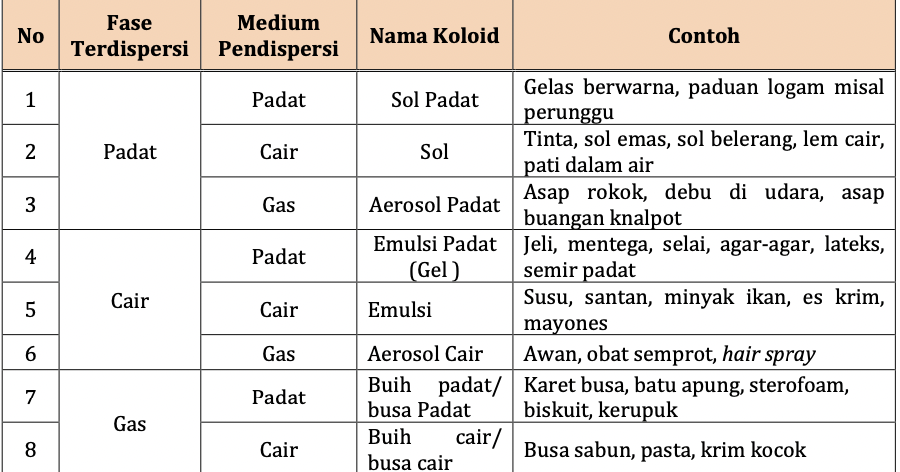 No
Fase Terdispersi
Medium Pendispersi
Nama Koloid
Contoh
1
Padat
Padat
Sol Padat
Gelas berwarna, paduan logam misal
perunggu
2
Cair
Sol
Tinta, sol emas, sol belerang, lem cair,
pati dalam air
3
Gas
Aerosol Padat
Asap rokok, debu di udara, asap
buangan knalpot
4
Cair
Padat
Emulsi Padat
(Gel )
Jeli, mentega, selai, agar-agar, lateks,
semir padat
5
Cair
Emulsi
Susu, santan, minyak ikan, es krim,
mayones
6
Gas
Aerosol Cair
Awan, obat semprot, hair spray
7
Gas
Padat
Buih padat/
busa Padat
Karet busa, batu apung, sterofoam,
biskuit, kerupuk
8
Cair
Buih cair/
busa cair
Busa sabun, pasta, krim kocok